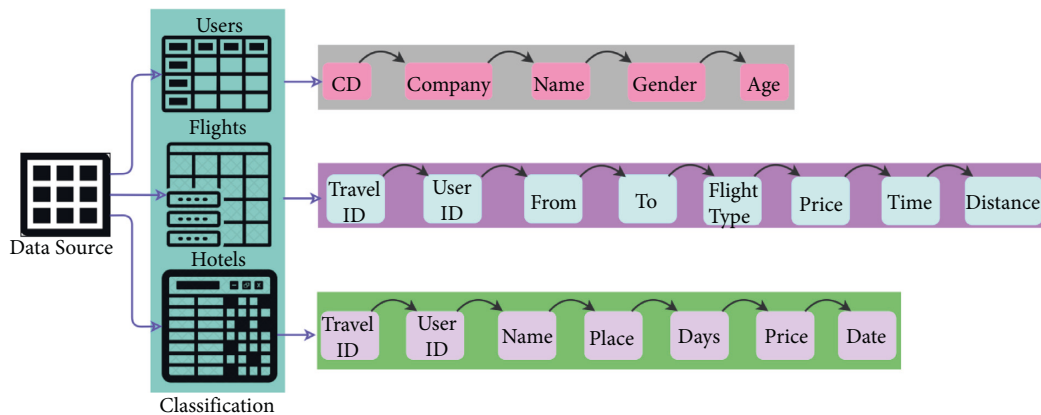 Users
CD
Company
Name
Gender
Age
Flights
Travel
ID
User
ID
From
To
Flight
Type
Price
Time
Distance
Data Source
Hotels
Travel
ID
User
ID
Name
Place
Days
Price
Date
Classification